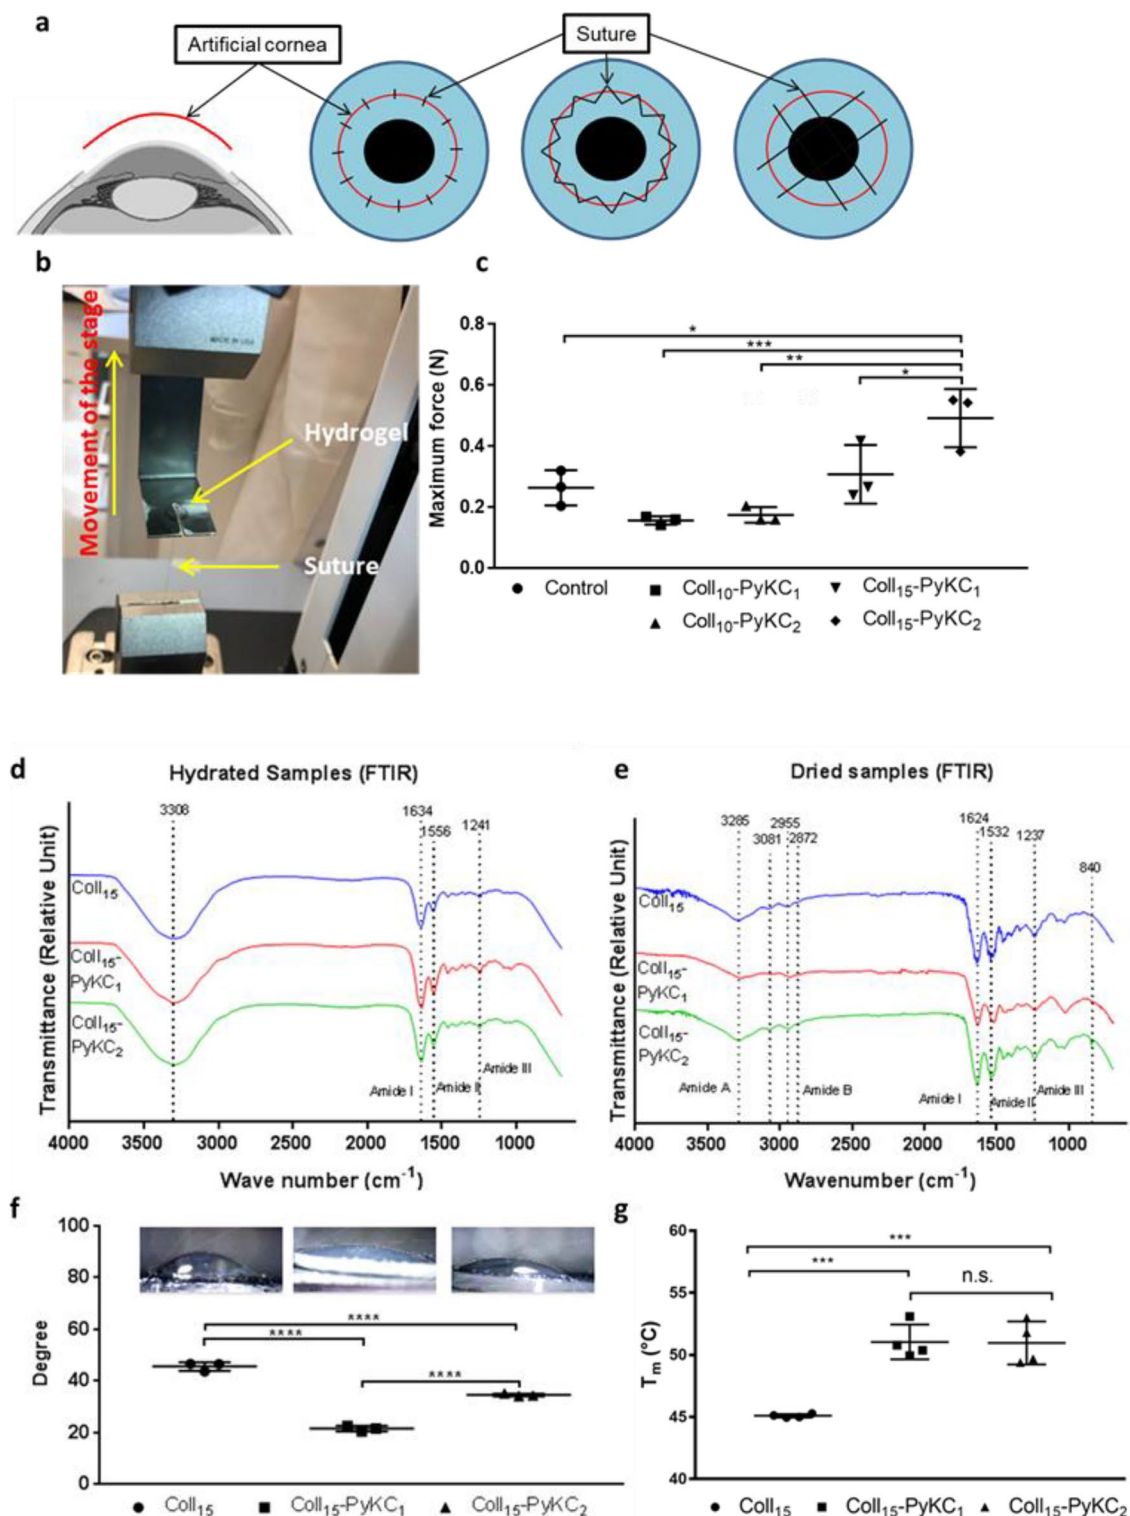 a
Artificial cornea
Suture
b
Movement of the stage
MADE IN USA
Hydrogel
Suture
c
Maximum force (N)
0.8
0.6
0.4
0.2
0.0
*
***
**
*
● Control ■ Coll₁₀-PyKC₁ ▼ Coll₁₅-PyKC₁
▲ Coll₁₀-PyKC₂ ◆ Coll₁₅-PyKC₂
d
Hydrated Samples (FTIR)
Transmittance (Relative Unit)
3308
1634
1556
1241
Coll₁₅
Coll₁₅-
PyKC₁
Coll₁₅-
PyKC₂
Amide I
Amide II
Amide III
4000 3500 3000 2500 2000 1500 1000
Wave number (cm⁻¹)
e
Dried samples (FTIR)
Transmittance (Relative Unit)
3285
3081
2955
2872
1624
1532
1237
840
Coll₁₅
Coll₁₅-
PyKC₁
Coll₁₅-
PyKC₂
Amide A
Amide B
Amide I
Amide II
Amide III
4000 3500 3000 2500 2000 1500 1000
Wavenumber (cm⁻¹)
f
Degree
100
80
60
40
20
0
****
****
****
● Coll₁₅ ■ Coll₁₅-PyKC₁ ▲ Coll₁₅-PyKC₂
g
Tₘ (°C)
60
55
50
45
40
***
***
n.s.
● Coll₁₅ ■ Coll₁₅-PyKC₁ ▲ Coll₁₅-PyKC₂